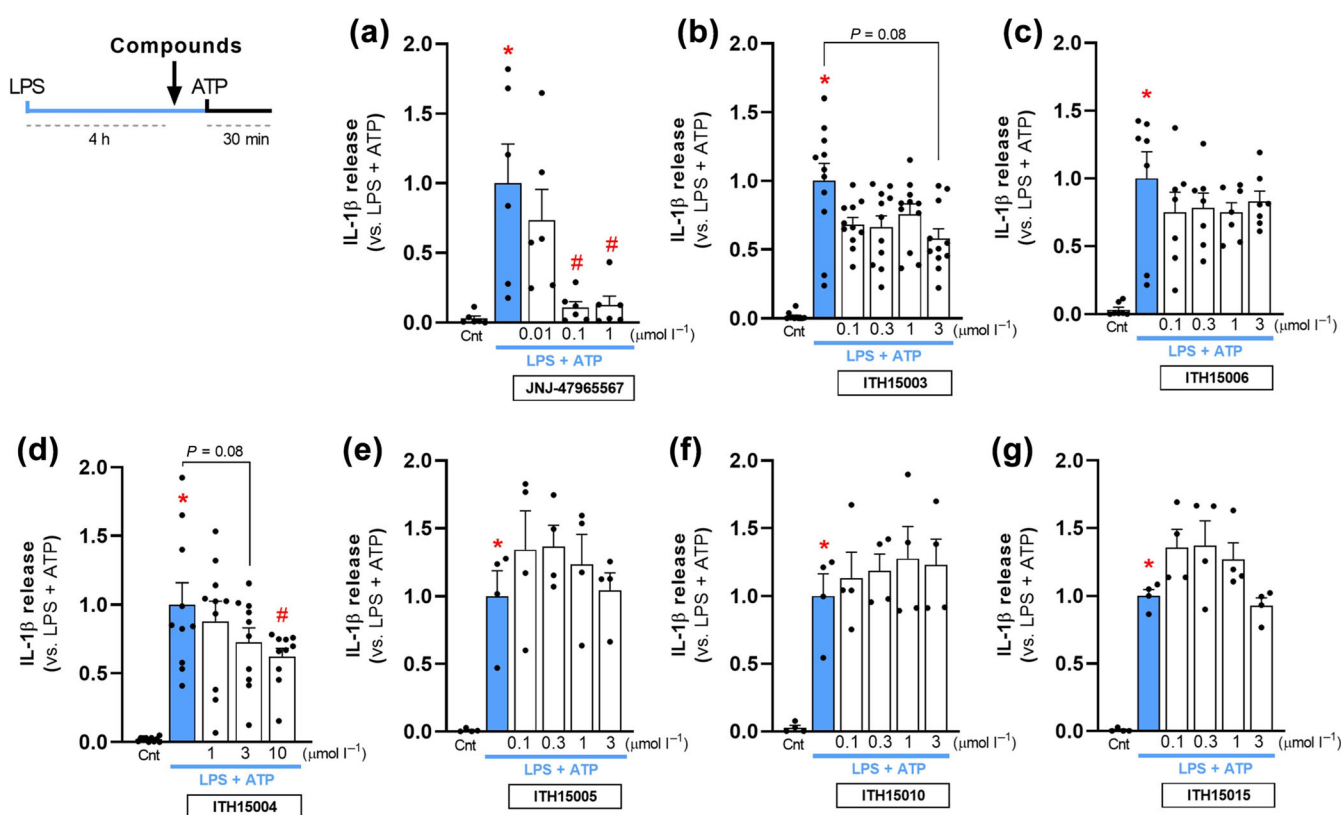 Compounds
LPS
ATP
4 h
30 min
(a)
IL-1β release
(vs. LPS + ATP)
2.0
1.5
1.0
0.5
0.0
*
#
#
Cnt
0.01 0.1 1 (μmol l⁻¹)
LPS + ATP
JNJ-47965567
(b)
IL-1β release
(vs. LPS + ATP)
2.0
1.5
1.0
0.5
0.0
P = 0.08
*
Cnt
0.1 0.3 1 3 (μmol l⁻¹)
LPS + ATP
ITH15003
(c)
IL-1β release
(vs. LPS + ATP)
2.0
1.5
1.0
0.5
0.0
*
Cnt
0.1 0.3 1 3 (μmol l⁻¹)
LPS + ATP
ITH15006
(d)
IL-1β release
(vs. LPS + ATP)
2.0
1.5
1.0
0.5
0.0
P = 0.08
*
#
Cnt
1 3 10 (μmol l⁻¹)
LPS + ATP
ITH15004
(e)
IL-1β release
(vs. LPS + ATP)
2.0
1.5
1.0
0.5
0.0
*
Cnt
0.1 0.3 1 3 (μmol l⁻¹)
LPS + ATP
ITH15005
(f)
IL-1β release
(vs. LPS + ATP)
2.0
1.5
1.0
0.5
0.0
*
Cnt
0.1 0.3 1 3 (μmol l⁻¹)
LPS + ATP
ITH15010
(g)
IL-1β release
(vs. LPS + ATP)
2.0
1.5
1.0
0.5
0.0
*
Cnt
0.1 0.3 1 3 (μmol l⁻¹)
LPS + ATP
ITH15015